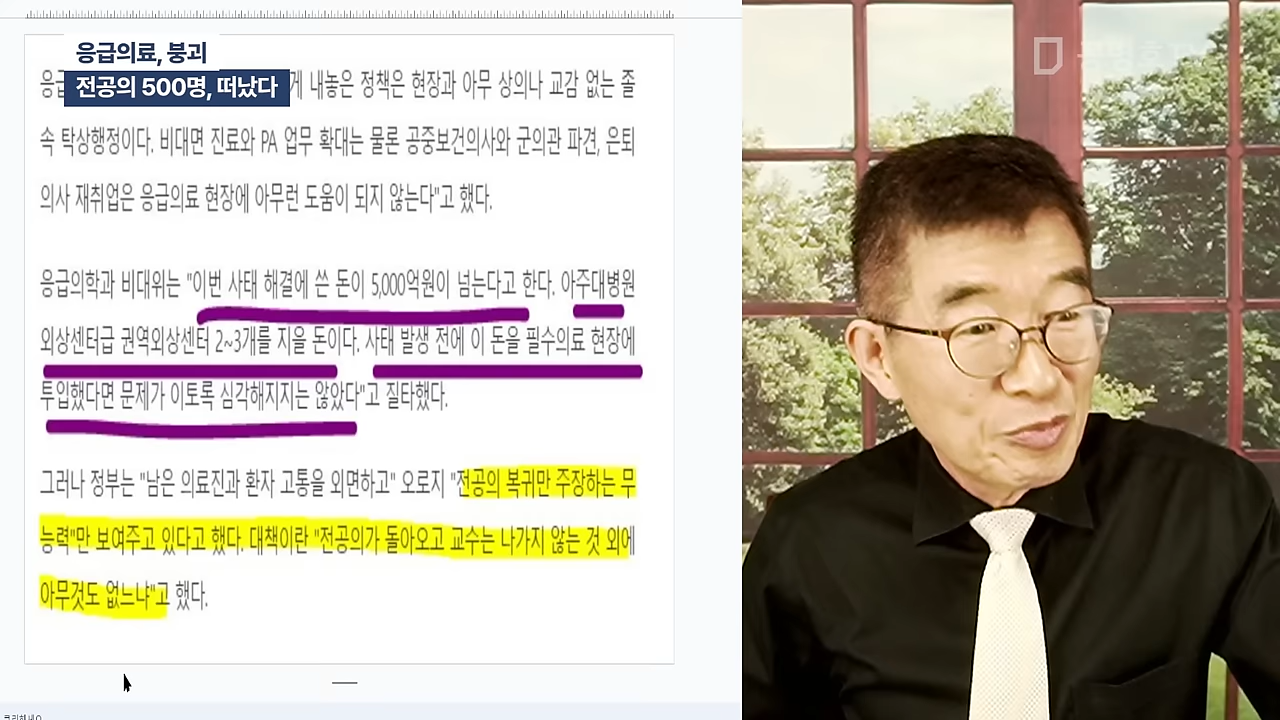 응급의료, 붕괴
전공의 500명, 떠났다
게 내놓은 정책은 현장과 아무 상의나 교감 없는 졸
속 탁상행정이다. 비대면 진료와 PA 업무 확대는 물론 공중보건의사와 군의관 파견, 은퇴
의사 재취업은 응급의료 현장에 아무런 도움이 되지 않는다"고 했다.
응급의학과 비대위는 "이번 사태 해결에 쓴 돈이 5,000억원이 넘는다고 한다. 아주대병원
외상센터급 권역외상센터 2~3개를 지을 돈이다. 사태 발생 전에 이 돈을 필수의료 현장에
투입했다면 문제가 이토록 심각해지지는 않았다"고 질타했다.
그러나 정부는 "남은 의료진과 환자 고통을 외면하고" 오로지 "전공의 복귀만 주장하는 무
능력"만 보여주고 있다고 했다. 대책이란 "전공의가 돌아오고 교수는 나가지 않는 것 외에
아무것도 없느냐"고 했다.